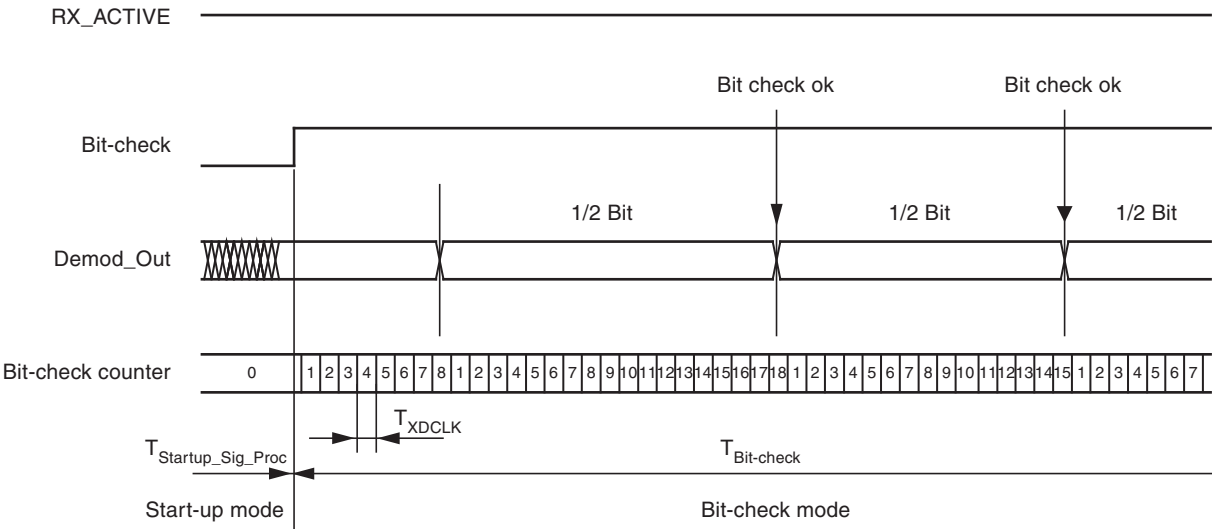 RX_ACTIVE
Bit check ok Bit check ok
Bit-check
1/2 Bit 1/2 Bit 1/2 Bit
Demod_Out
Bit-check counter 0 1 2 3 4 5 6 7 8 1 2 3 4 5 6 7 8 9 10 11 12 13 14 15 16 17 18 1 2 3 4 5 6 7 8 9 10 11 12 13 14 15 1 2 3 4 5 6 7
T_XDCLK
T_Startup_Sig_Proc T_Bit-check
Start-up mode Bit-check mode